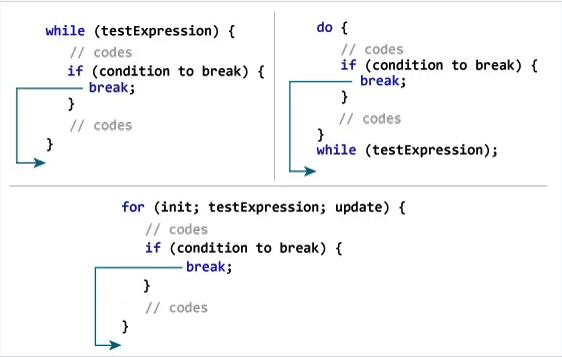 while (testExpression) {
// codes
if (condition to break) {
break;
}
// codes
}
do {
// codes
if (condition to break) {
break;
}
// codes
}
while (testExpression);
for (init; testExpression; update) {
// codes
if (condition to break) {
break;
}
// codes
}